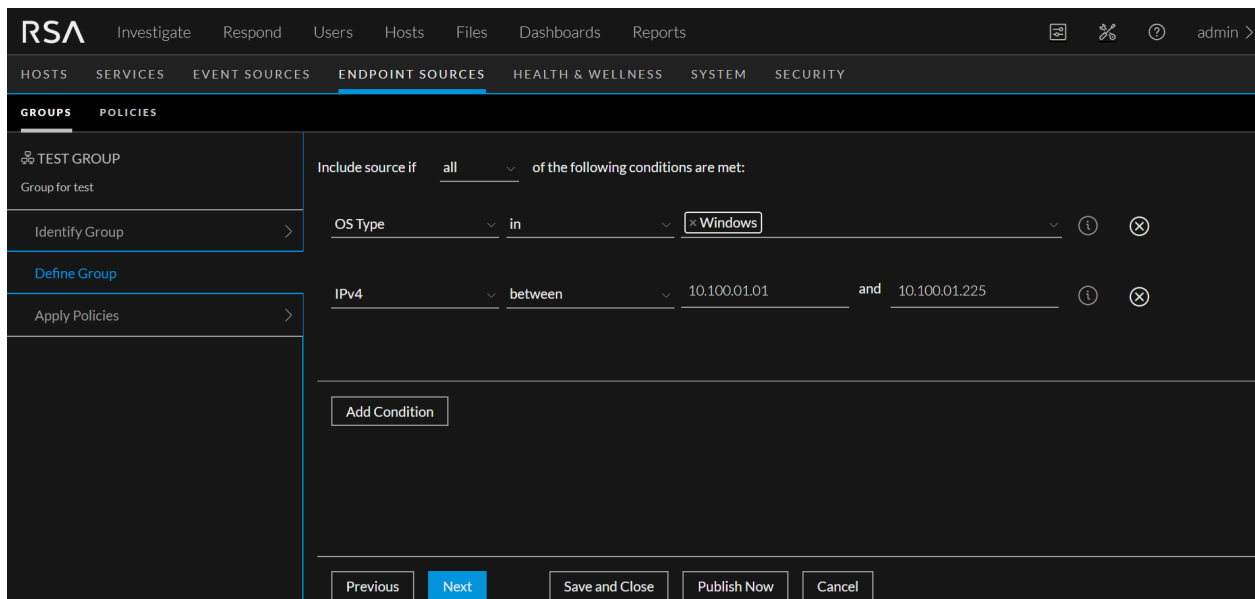 RSA Investigate Respond Users Hosts Files Dashboards Reports admin
HOSTS SERVICES EVENT SOURCES ENDPOINT SOURCES HEALTH & WELLNESS SYSTEM SECURITY
GROUPS POLICIES
TEST GROUP
Group for test
Identify Group
Define Group
Apply Policies
Include source if all of the following conditions are met:
OS Type in × Windows
IPv4 between 10.100.01.01 and 10.100.01.225
Add Condition
Previous Next Save and Close Publish Now Cancel